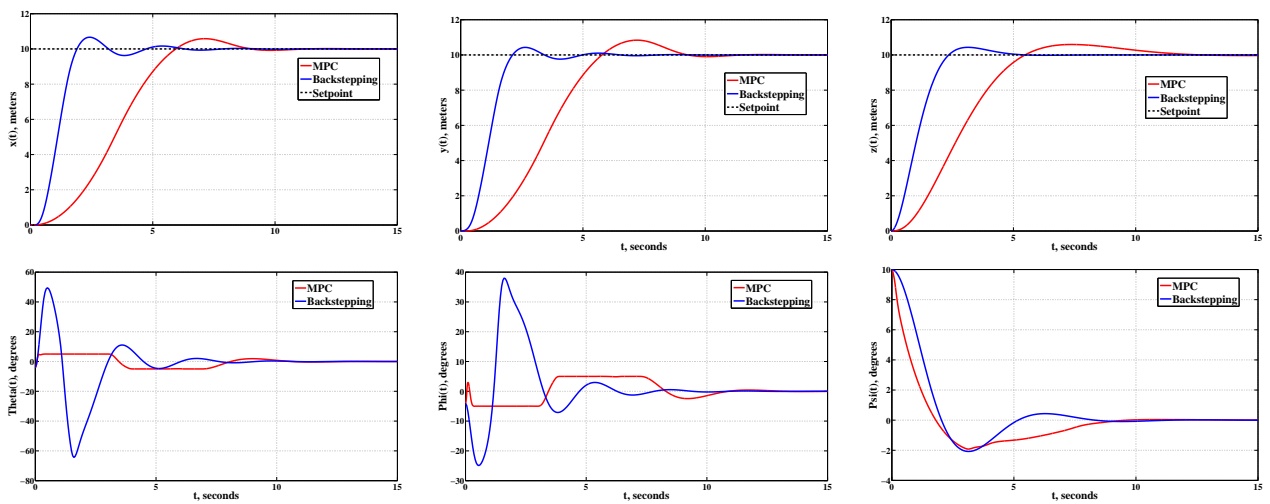 12
10
8
6
4
2
0
x(t), meters
MPC
Backstepping
Setpoint
0
5
10
15
t, seconds
12
10
8
6
4
2
0
y(t), meters
MPC
Backstepping
Setpoint
0
5
10
15
t, seconds
12
10
8
6
4
2
0
z(t), meters
MPC
Backstepping
Setpoint
0
5
10
15
t, seconds
60
40
20
0
−20
−40
−60
−80
Theta(t), degrees
MPC
Backstepping
0
5
10
15
t, seconds
40
30
20
10
0
−10
−20
−30
Phi(t), degrees
MPC
Backstepping
0
5
10
15
t, seconds
10
8
6
4
2
0
−2
−4
Psi(t), degrees
MPC
Backstepping
0
5
10
15
t, seconds